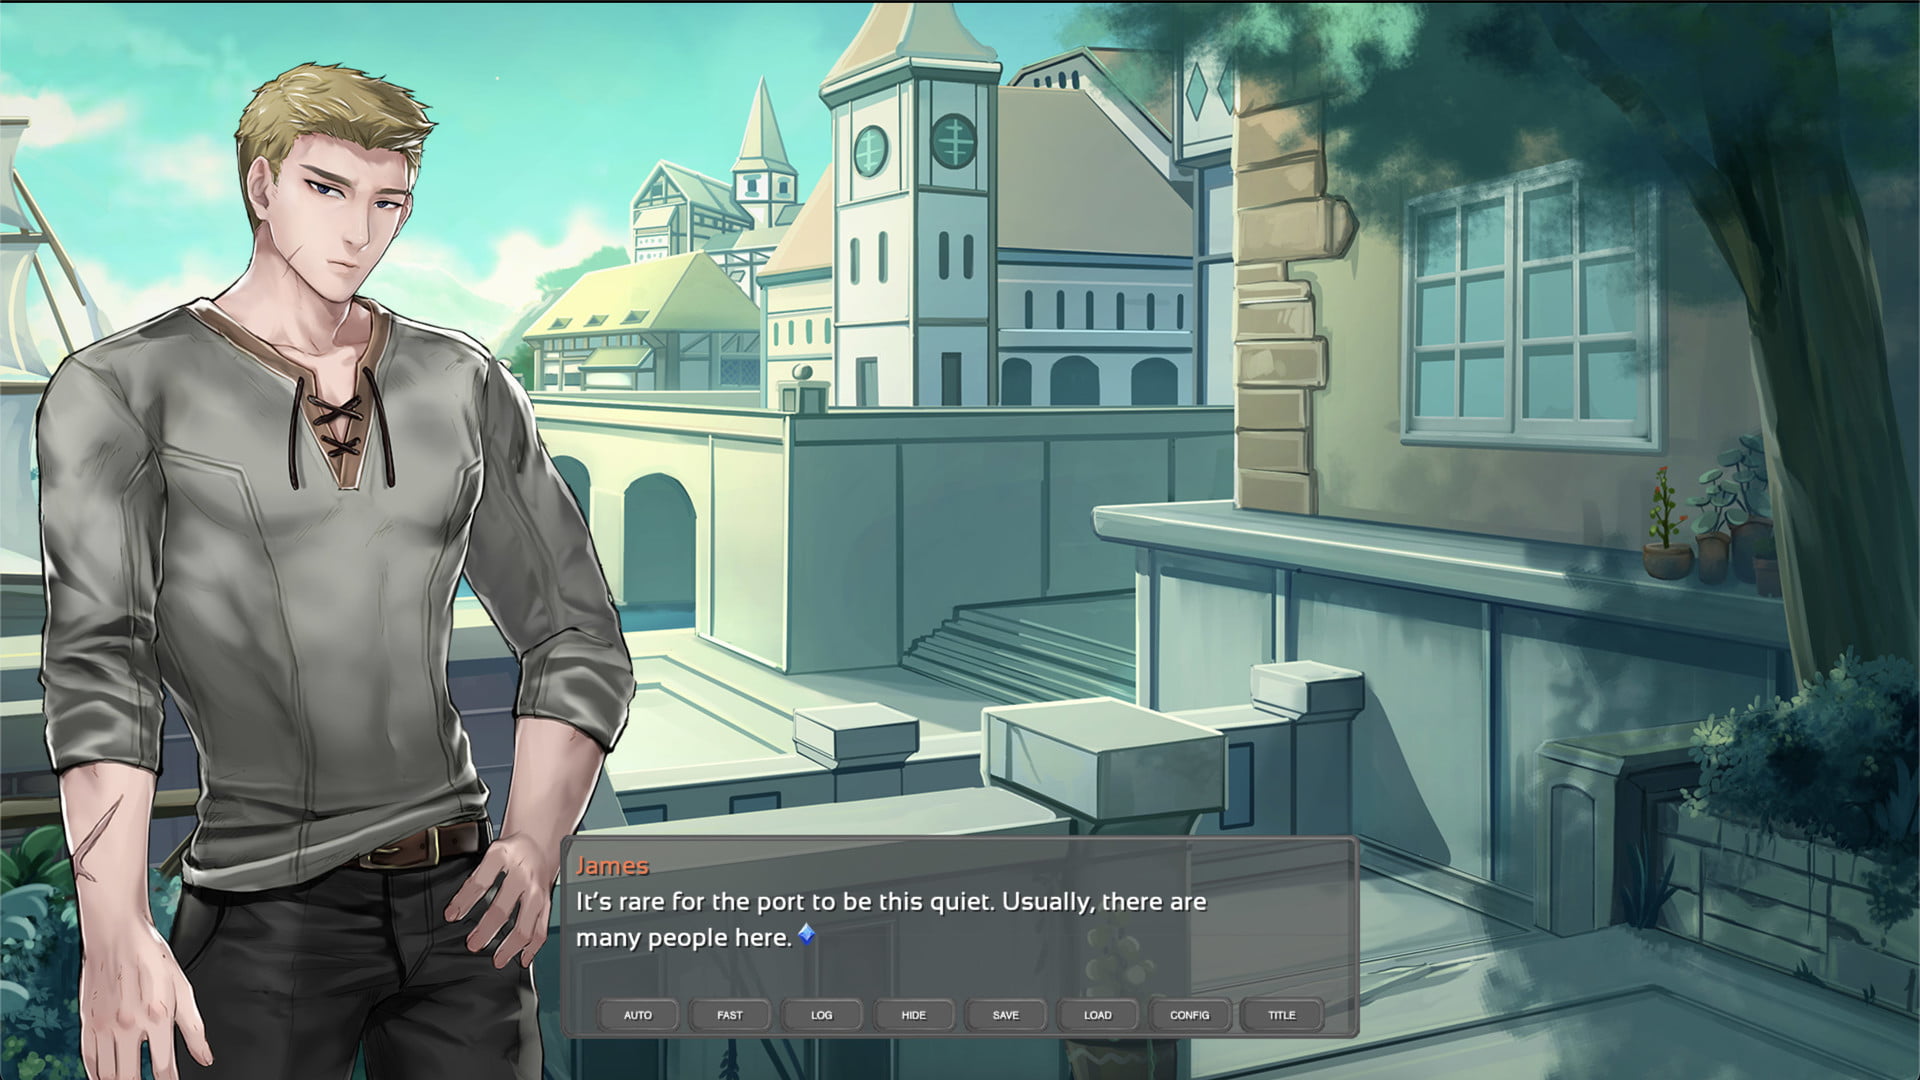 James
It’s rare for the port to be this quiet. Usually, there are
many people here.
AUTO FAST LOG HIDE SAVE LOAD CONFIG TITLE